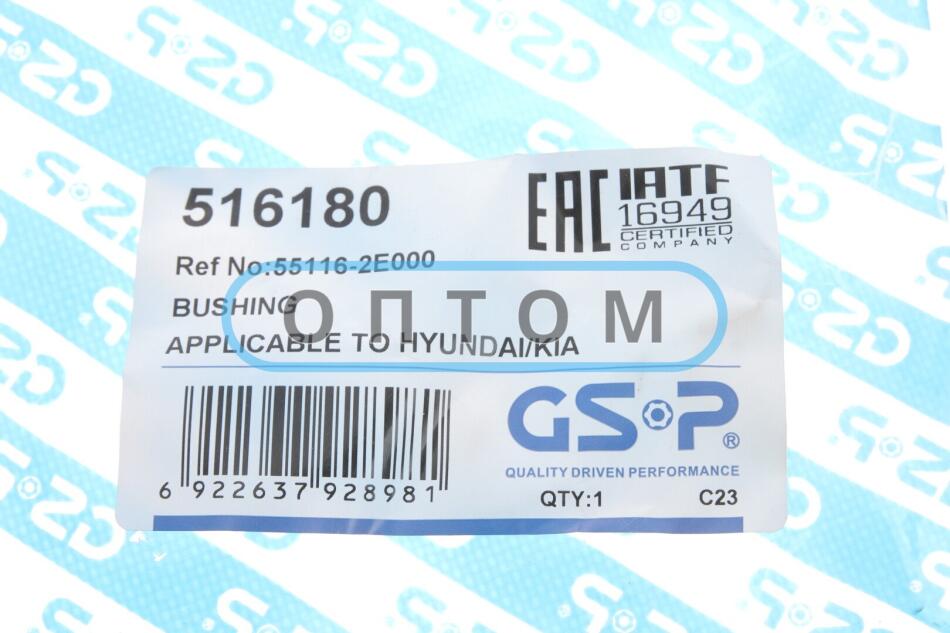 516180
EAC
IATF
16949
CERTIFIED
COMPANY
Ref No:55116-2E000
BUSHING
ОПТОМ
APPLICABLE TO HYUNDAI/KIA
GSP®
QUALITY DRIVEN PERFORMANCE
6 922637 928981
QTY:1
C23